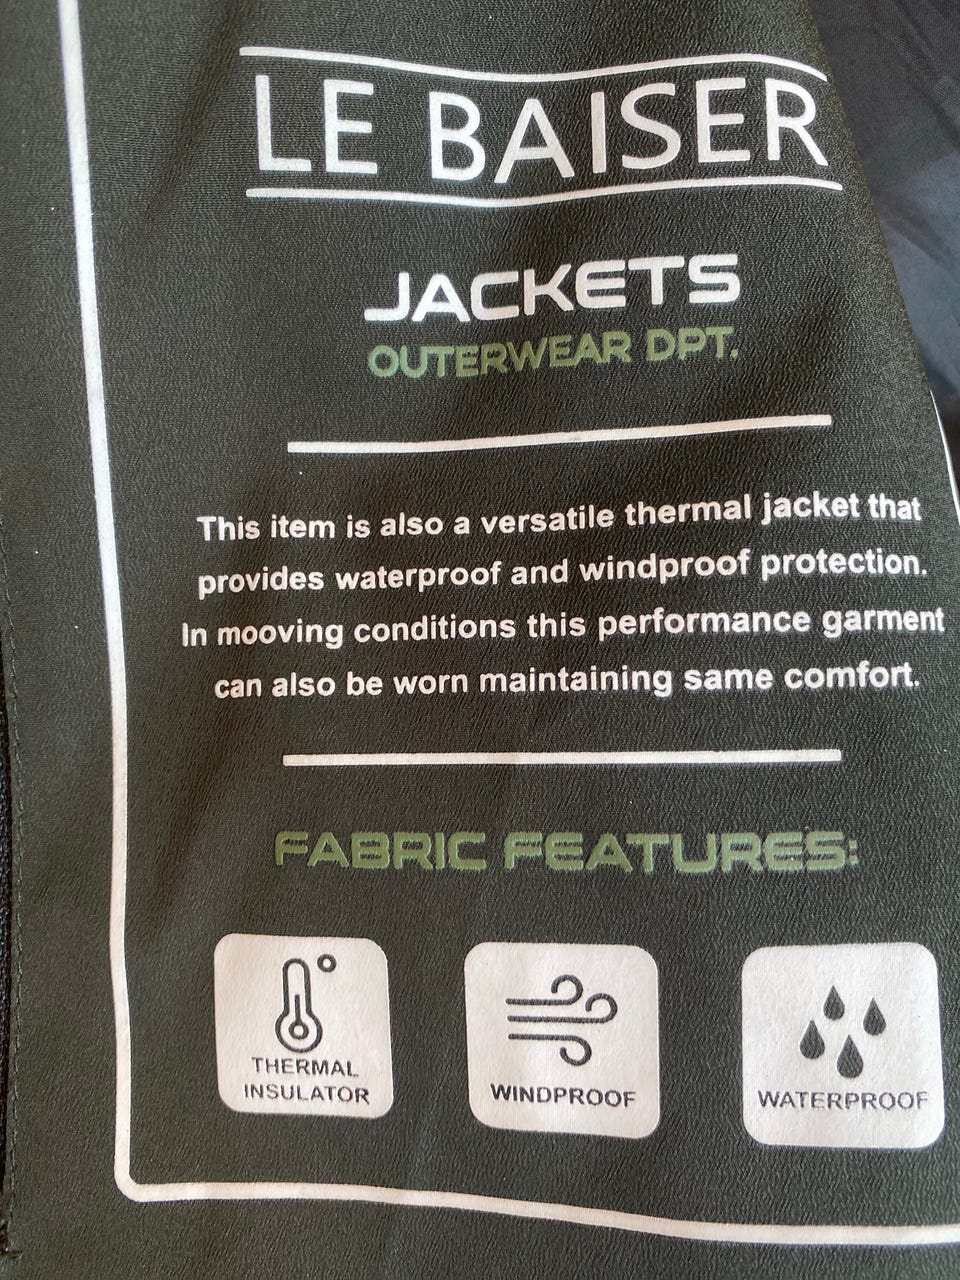 LE BAISER
JACKETS
OUTERWEAR DPT.
This item is also a versatile thermal jacket that
provides waterproof and windproof protection.
In mooving conditions this performance garment
can also be worn maintaining same comfort.
FABRIC FEATURES:
THERMAL
INSULATOR
WINDPROOF
WATERPROOF